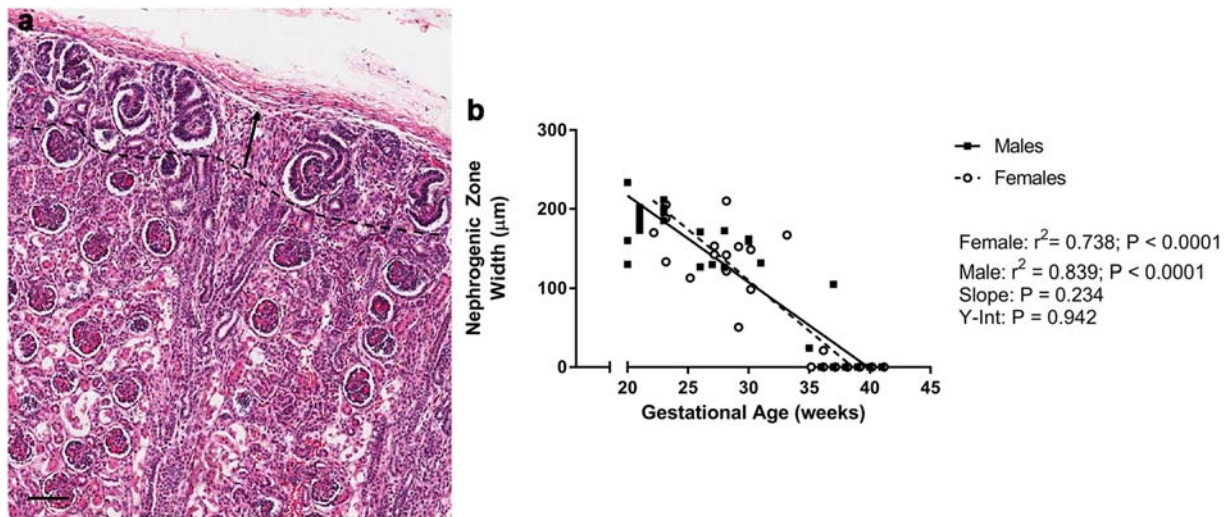 a
b
300
200
100
0
20
25
30
35
40
45
Nephrogenic Zone
Width (μm)
Gestational Age (weeks)
Males
Females
Female: r² = 0.738; P < 0.0001
Male: r² = 0.839; P < 0.0001
Slope: P = 0.234
Y-Int: P = 0.942